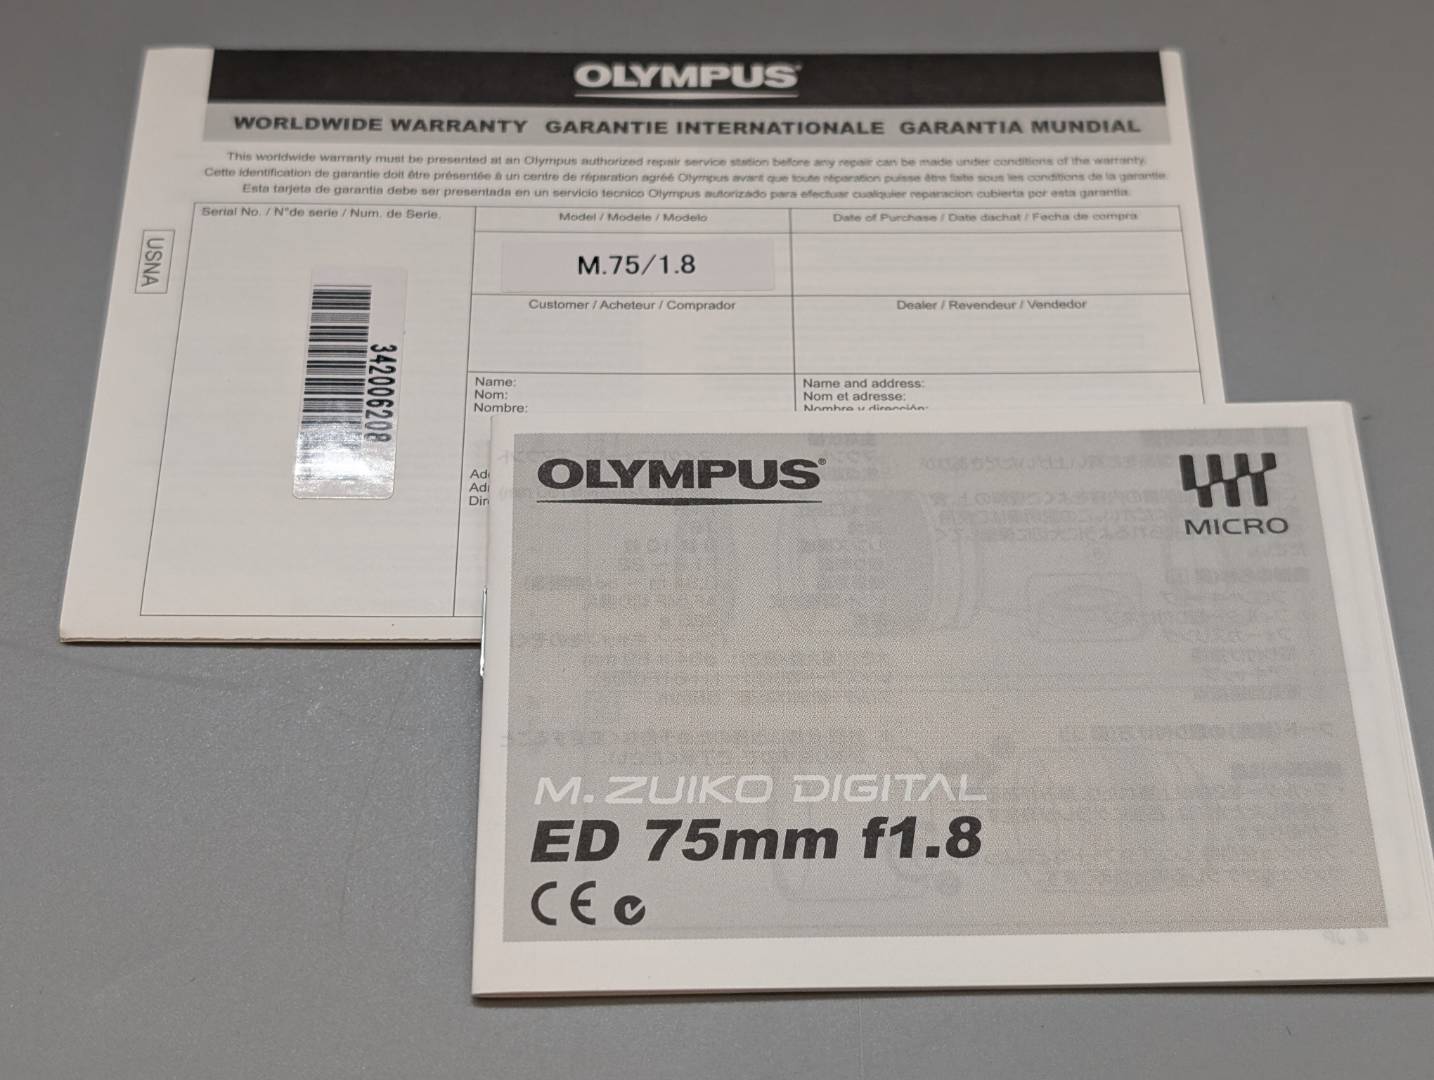 OLYMPUS
WORLDWIDE WARRANTY GARANTIE INTERNATIONALE GARANTIA MUNDIAL
This worldwide warranty must be presented at an Olympus authorized repair service station before any repair can be made under conditions of the warranty.
Cette identification de garantie doit être présentée à un centre de réparation agréé Olympus avant que toute réparation puisse être faite sous les conditions de la garantie.
Esta tarjeta de garantia debe ser presentada en un servicio tecnico Olympus autorizado para efectuar cualquier reparacion cubierta por esta garantia.
USNA
Serial No. / N°de serie / Num. de Serie.
342006208
Model / Modele / Modelo
M.75/1.8
Date of Purchase / Date dachat / Fecha de compra
Customer / Acheteur / Comprador
Dealer / Revendeur / Vendedor
Name:
Nom:
Nombre:
Name and address:
Nom et adresse:
Nombre y dirección:
OLYMPUS®
MICRO
M.ZUIKO DIGITAL
ED 75mm f1.8
CE